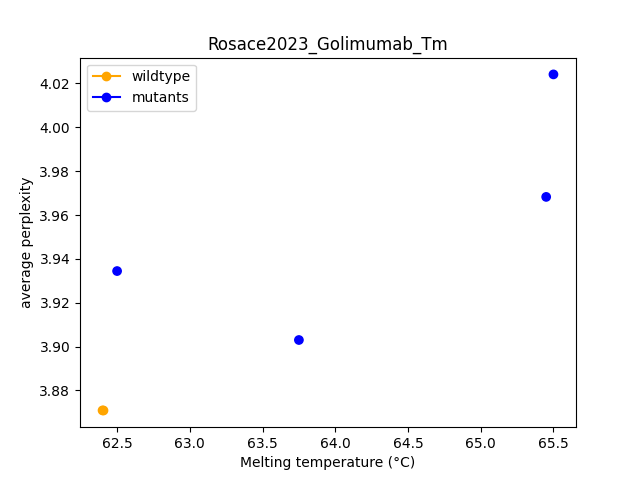 Rosace2023_Golimumab_Tm
wildtype
mutants
4.02
4.00
3.98
3.96
3.94
3.92
3.90
3.88
average perplexity
62.5 63.0 63.5 64.0 64.5 65.0 65.5
Melting temperature (°C)